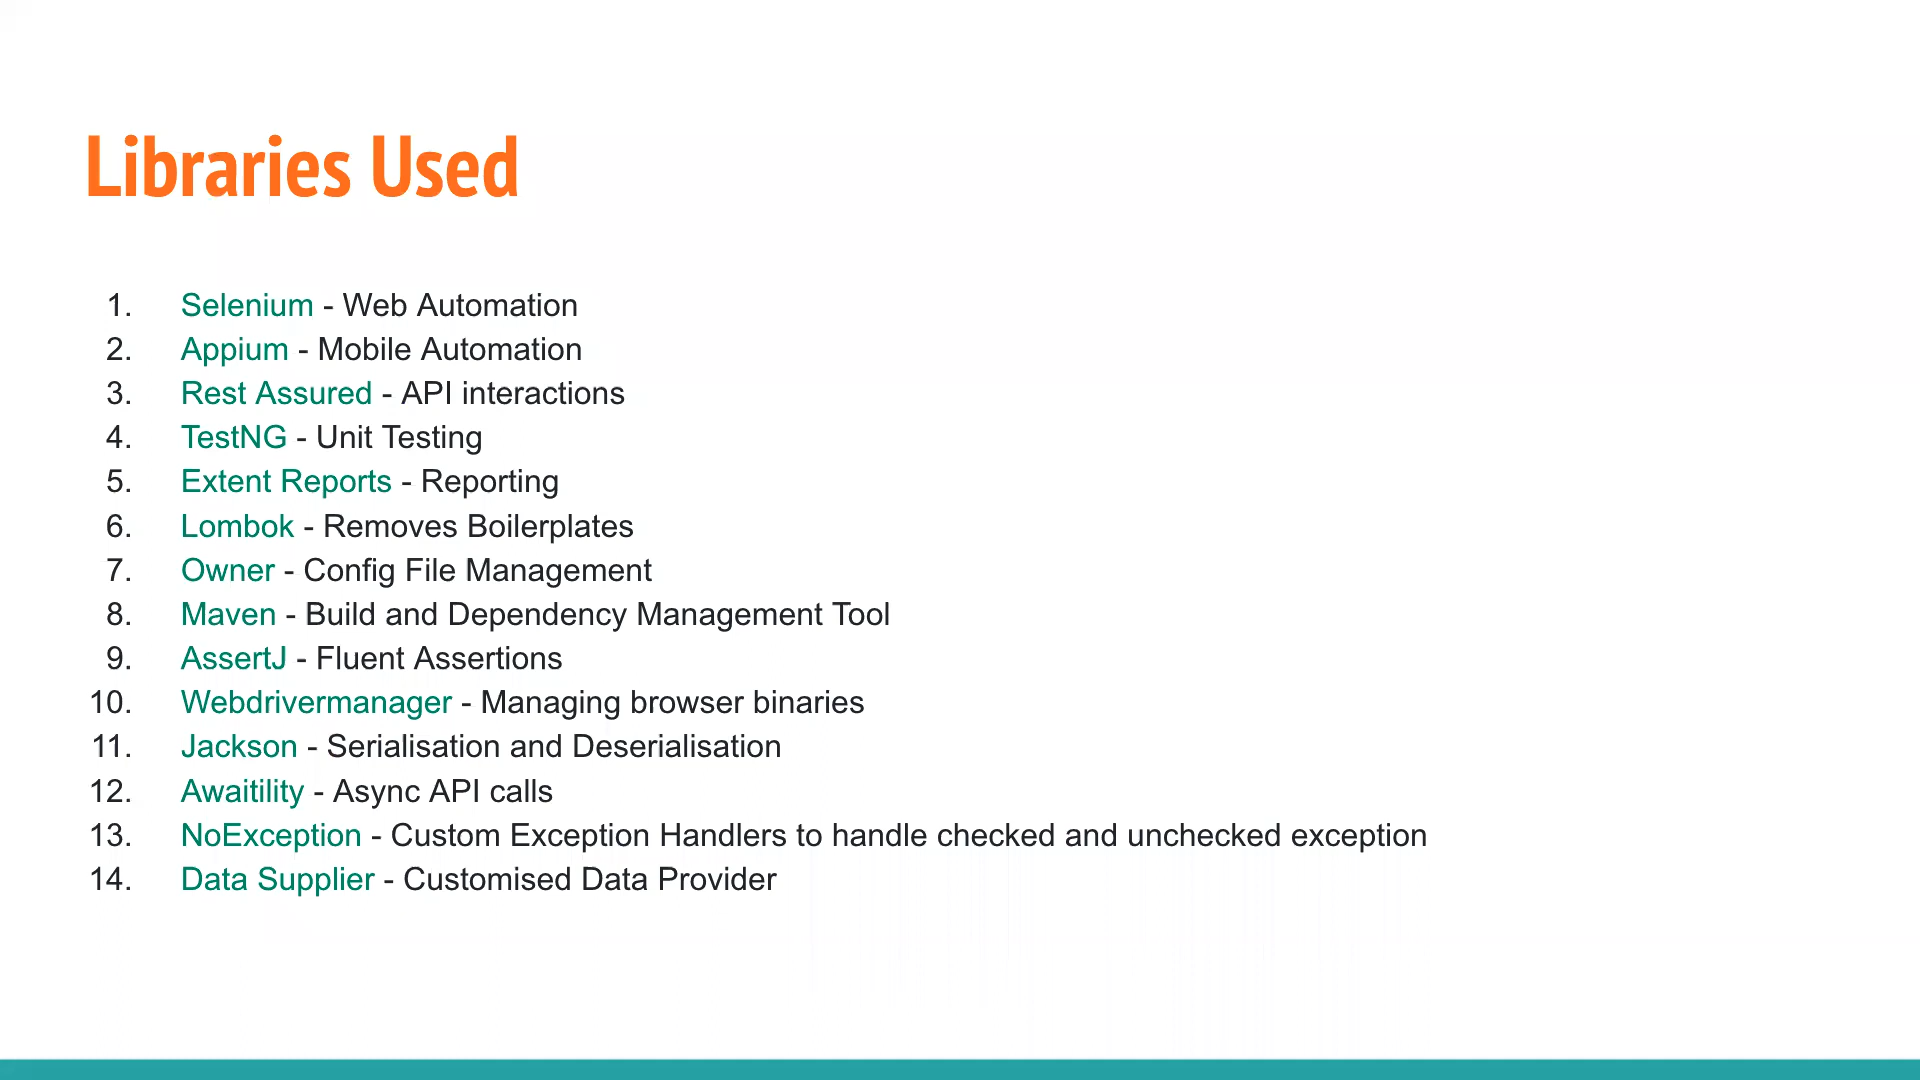 Libraries Used
1. Selenium - Web Automation
2. Appium - Mobile Automation
3. Rest Assured - API interactions
4. TestNG - Unit Testing
5. Extent Reports - Reporting
6. Lombok - Removes Boilerplates
7. Owner - Config File Management
8. Maven - Build and Dependency Management Tool
9. AssertJ - Fluent Assertions
10. Webdrivermanager - Managing browser binaries
11. Jackson - Serialisation and Deserialisation
12. Awaitility - Async API calls
13. NoException - Custom Exception Handlers to handle checked and unchecked exception
14. Data Supplier - Customised Data Provider